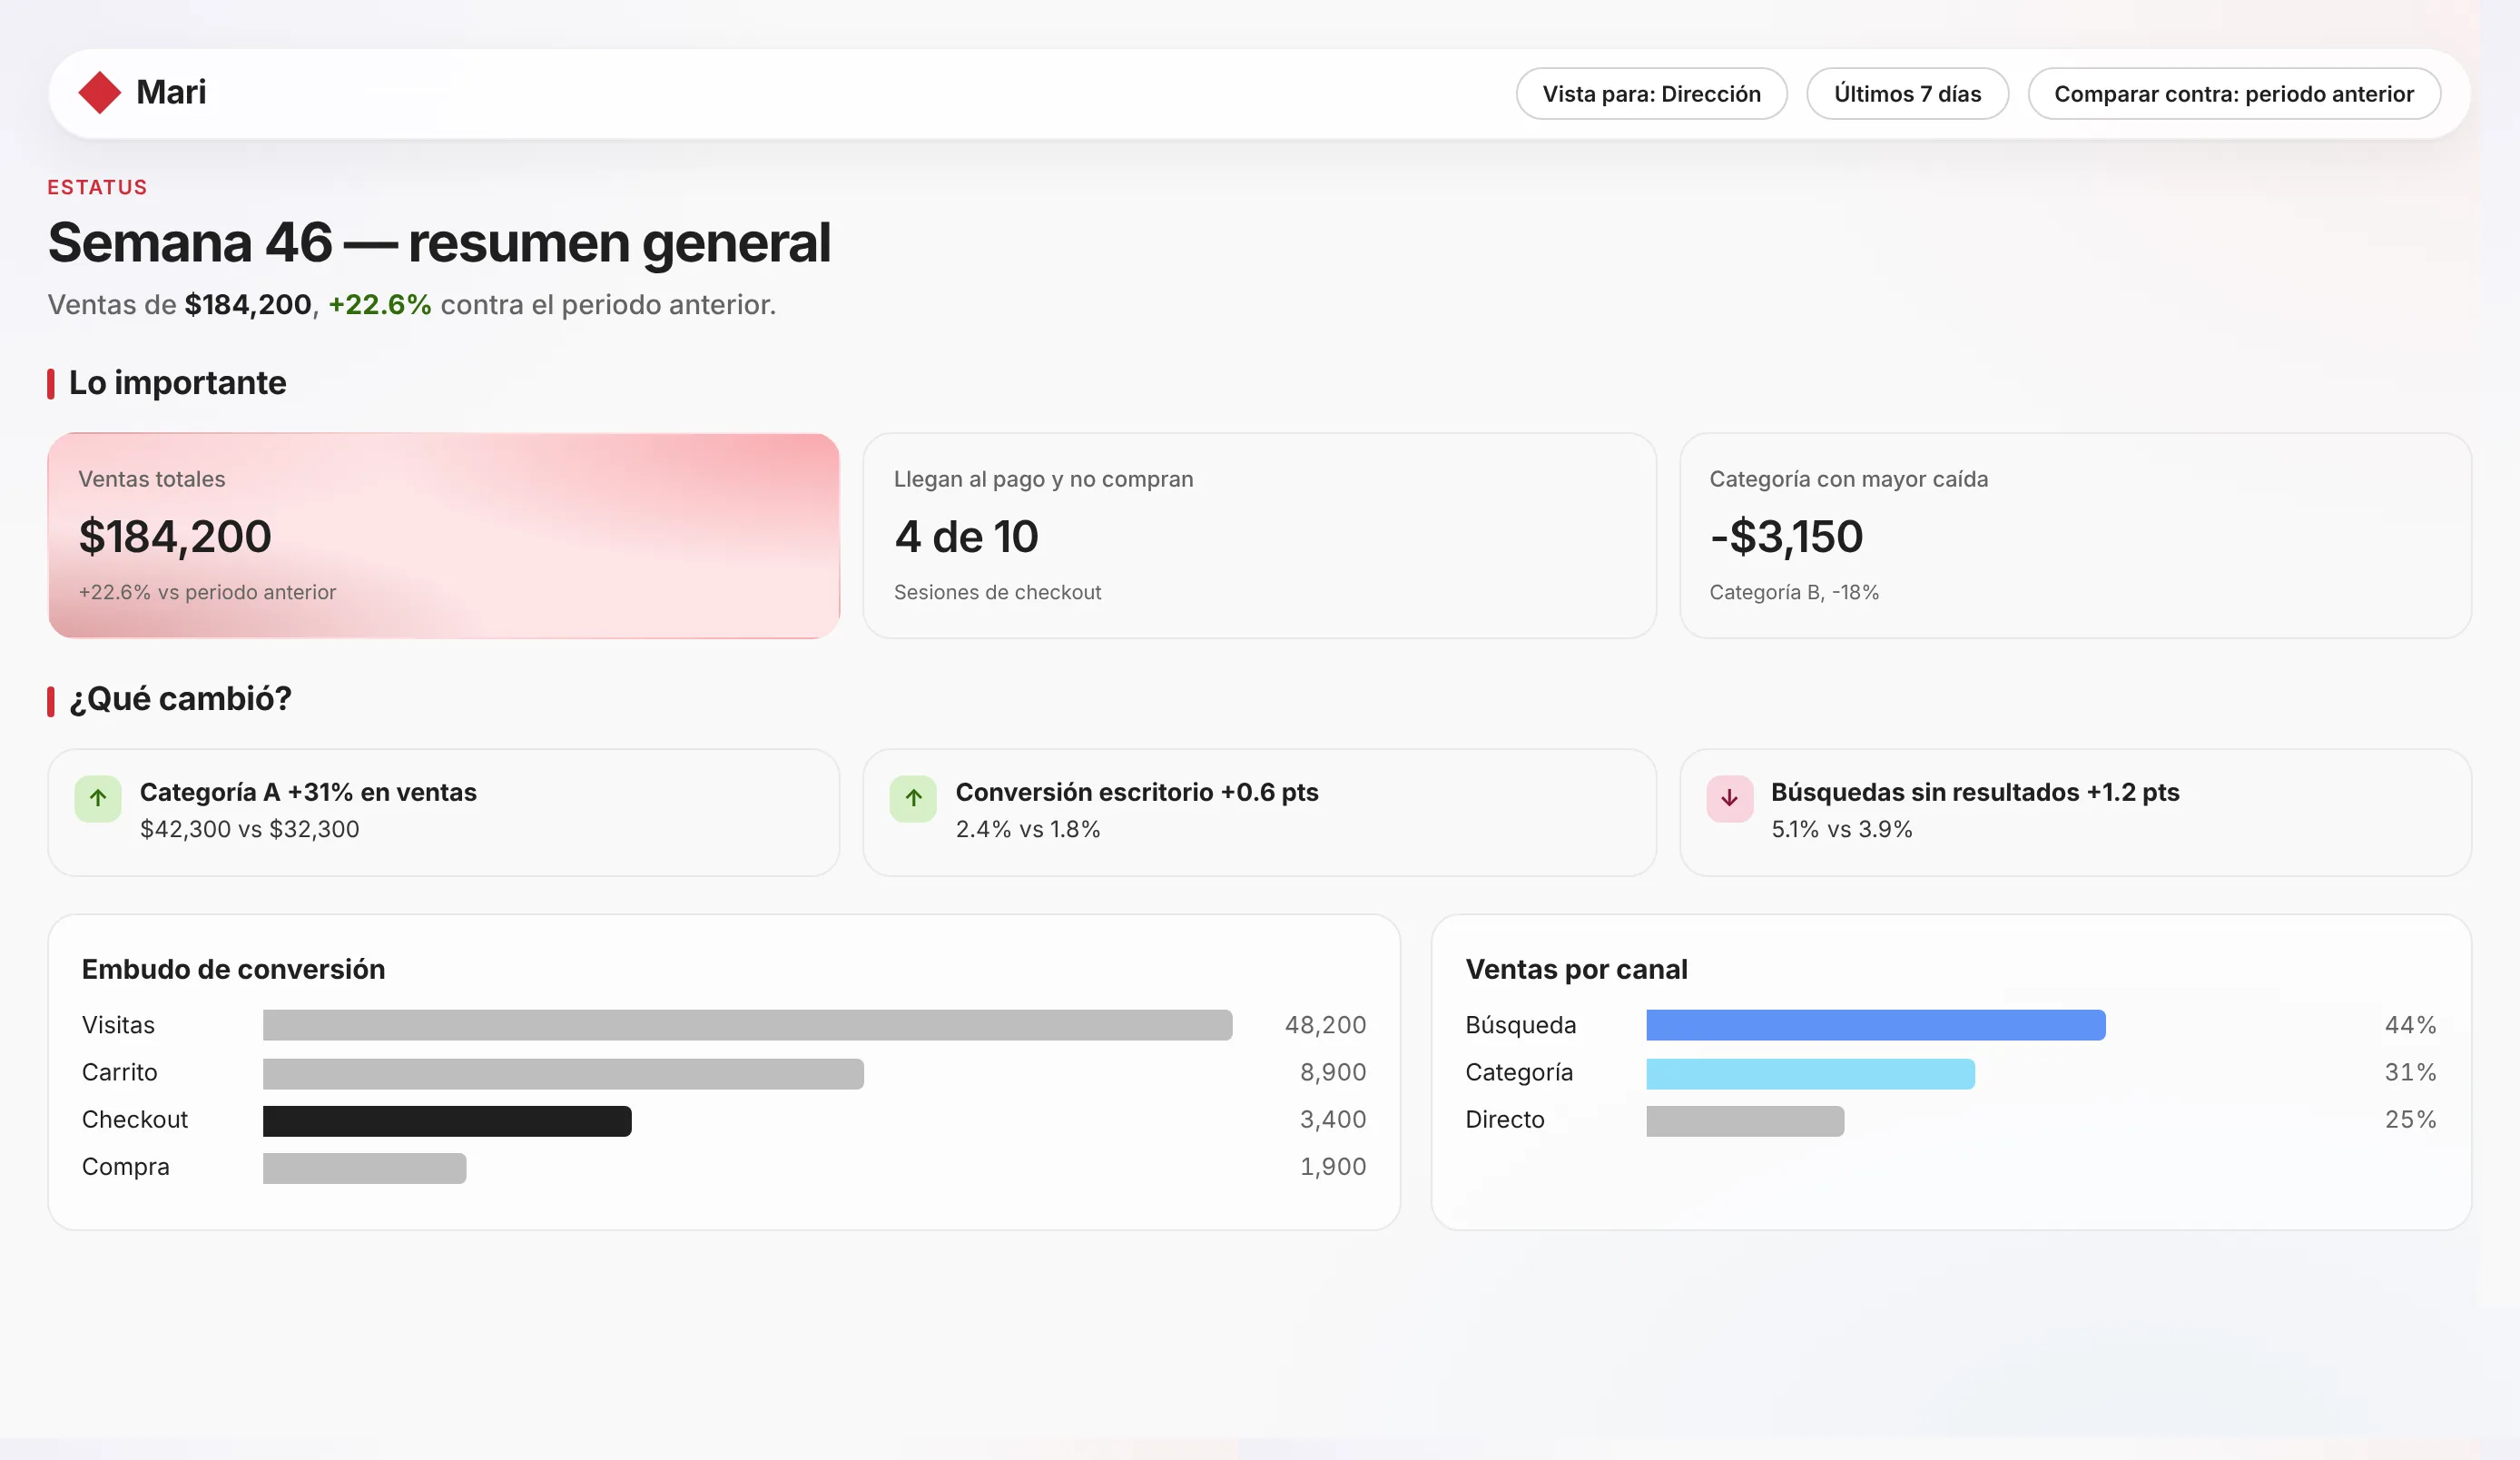 Mari
Vista para: Dirección
Últimos 7 días
Comparar contra: periodo anterior
ESTATUS
Semana 46 — resumen general
Ventas de $184,200, +22.6% contra el periodo anterior.
Lo importante
Ventas totales
$184,200
+22.6% vs periodo anterior
Llegan al pago y no compran
4 de 10
Sesiones de checkout
Categoría con mayor caída
-$3,150
Categoría B, -18%
¿Qué cambió?
Categoría A +31% en ventas
$42,300 vs $32,300
Conversión escritorio +0.6 pts
2.4% vs 1.8%
Búsquedas sin resultados +1.2 pts
5.1% vs 3.9%
Embudo de conversión
Visitas 48,200
Carrito 8,900
Checkout 3,400
Compra 1,900
Ventas por canal
Búsqueda 44%
Categoría 31%
Directo 25%